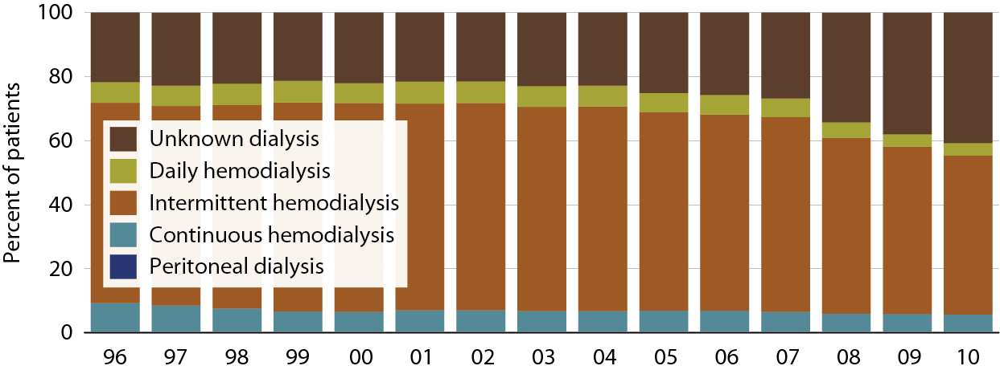 100
80
60
40
20
0
Percent of patients
Unknown dialysis
Daily hemodialysis
Intermittent hemodialysis
Continuous hemodialysis
Peritoneal dialysis
96 97 98 99 00 01 02 03 04 05 06 07 08 09 10